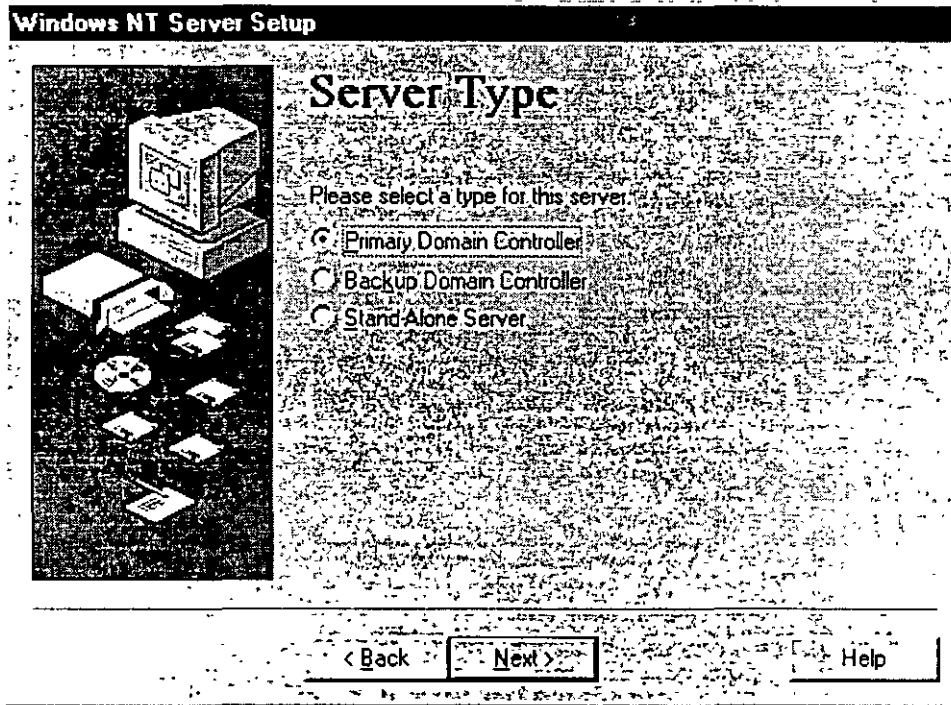 Windows NT Server Setup
Server Type
Please select a type for this server.
Primary Domain Controller
Backup Domain Controller
Stand-Alone Server
< Back
Next >
Help